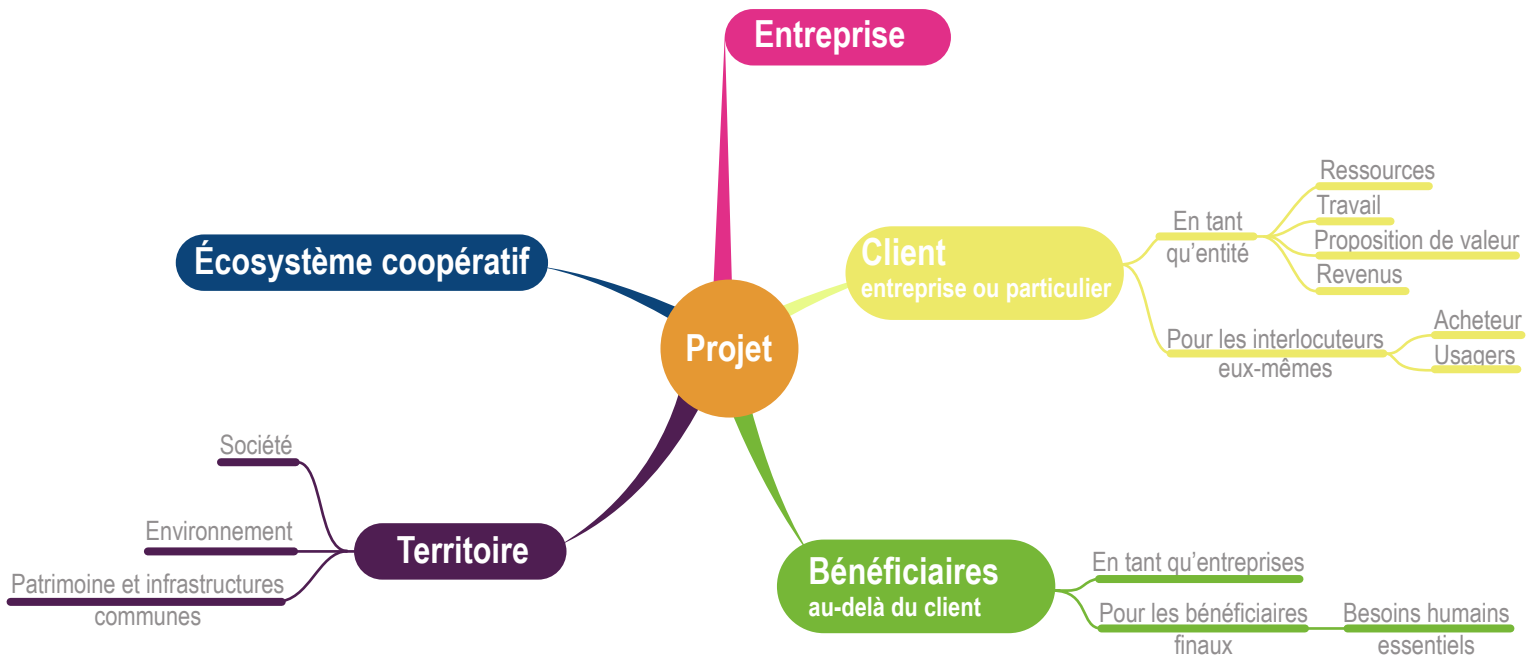 Entreprise
Écosystème coopératif
Projet
Client
entreprise ou particulier
En tant
qu’entité
Ressources
Travail
Proposition de valeur
Revenus
Pour les interlocuteurs
eux-mêmes
Acheteur
Usagers
Territoire
Société
Environnement
Patrimoine et infrastructures
communes
Bénéficiaires
au-delà du client
En tant qu’entreprises
Pour les bénéficiaires
finaux
Besoins humains
essentiels